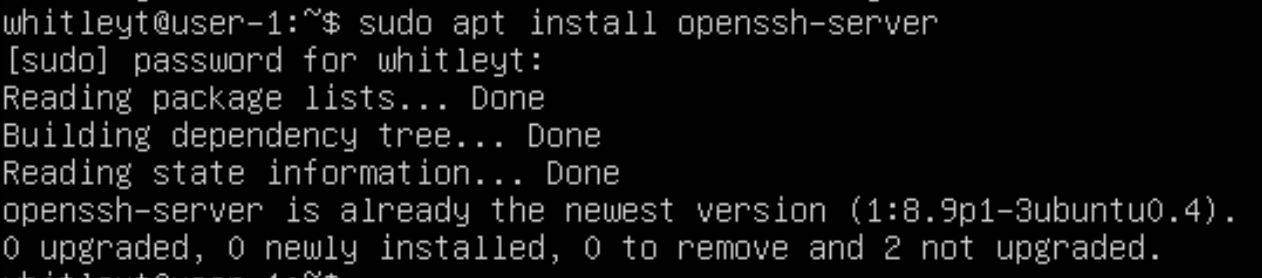 whitleyt@user-1:~$ sudo apt install openssh-server
[sudo] password for whitleyt:
Reading package lists... Done
Building dependency tree... Done
Reading state information... Done
openssh-server is already the newest version (1:8.9p1-3ubuntu0.4).
0 upgraded, 0 newly installed, 0 to remove and 2 not upgraded.